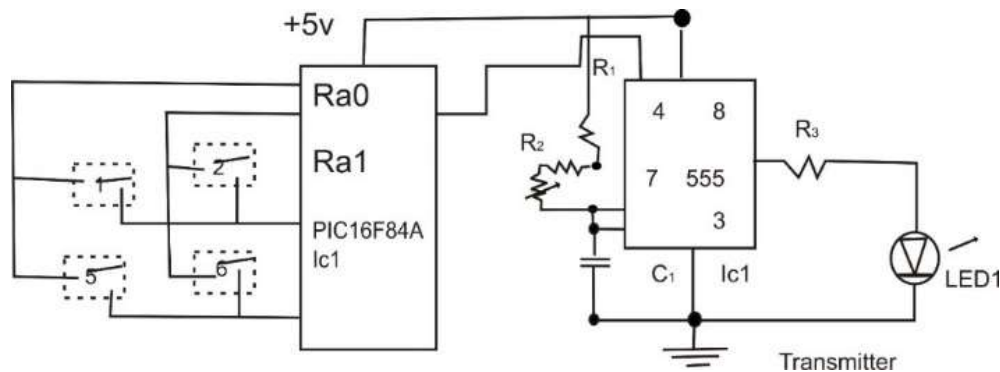 +5v
Ra0
Ra1
PIC16F84A
Ic1
1
2
5
6
R1
R2
4 8
7 555
3
R3
C1 Ic1
LED1
Transmitter